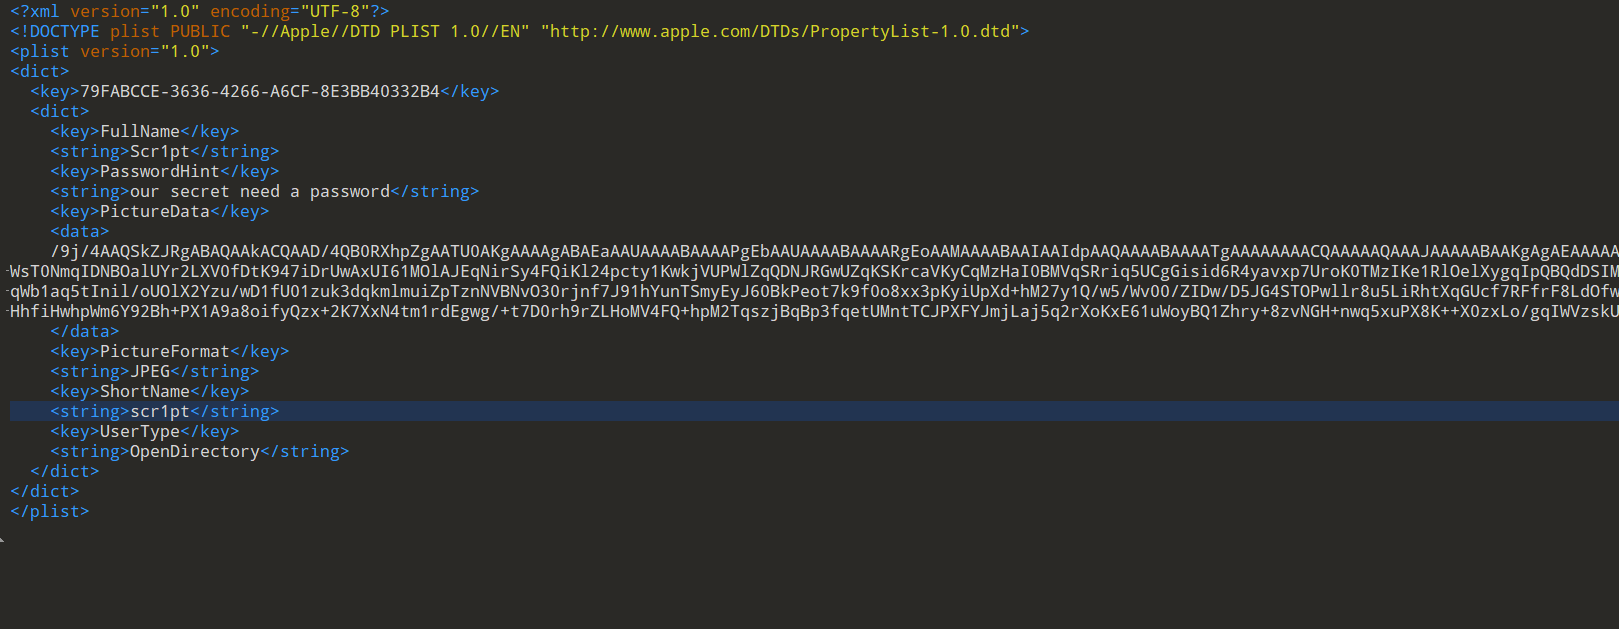 <?xml version="1.0" encoding="UTF-8"?>
<!DOCTYPE plist PUBLIC "-//Apple//DTD PLIST 1.0//EN" "http://www.apple.com/DTDs/PropertyList-1.0.dtd">
<plist version="1.0">
<dict>
<key>79FABCCE-3636-4266-A6CF-8E3BB40332B4</key>
<dict>
<key>FullName</key>
<string>Scr1pt</string>
<key>PasswordHint</key>
<string>our secret need a password</string>
<key>PictureData</key>
<data>
/9j/4AAQSkZJRgABAQAAkACQAAD/4QB0RXhpZgAATU0AKgAAAAgABAEaAAUAAAABAAAAPgEbAAUAAAABAAAARgEoAAMAAAABAAIAAIdpAAQAAAABAAAATgAAAAAAAACQAAAAAQAAAJAAAAABAAKgAgAEAAAAA
WsT0NmqIDNBOalUYr2LXV0fDtK947iDrUwAxUI61MOlAJEqNirSy4FQiKl24pcty1KwkjVUPWlZqQDNJRGwUZqKSKrcaVKyCqMzHaI0BMVqSRriq5UCgGisid6R4yavxp7UroK0TMzIKe1RlOelXygqIpQBQdDSIM
qWb1aq5tInil/oUOlX2Yzu/wD1fU01zuk3dqkmlmuiZpTznNVBNvO30rjnf7J91hYunTSmyEyJ60BkPeot7k9f0o8xx3pKyiUpXd+hM27y1Q/w5/Wv00/ZIDw/D5JG4STOPwllr8u5LiRhtXqGUcf7RFfrF8LdOfw
HhfiHwhpWm6Y92Bh+PX1A9a8oifyQzx+2K7XxN4tm1rdEgwg/+t7DOrh9rZLHoMV4FQ+hpM2TqszjBqBp3fqetUMntTCJPXFYJmjLaj5q2rXoKxE61uWoyBQ1Zhry+8zvNGH+nwq5xuPX8K++X0zxLo/gqIWVzskU
</data>
<key>PictureFormat</key>
<string>JPEG</string>
<key>ShortName</key>
<string>scr1pt</string>
<key>UserType</key>
<string>OpenDirectory</string>
</dict>
</dict>
</plist>